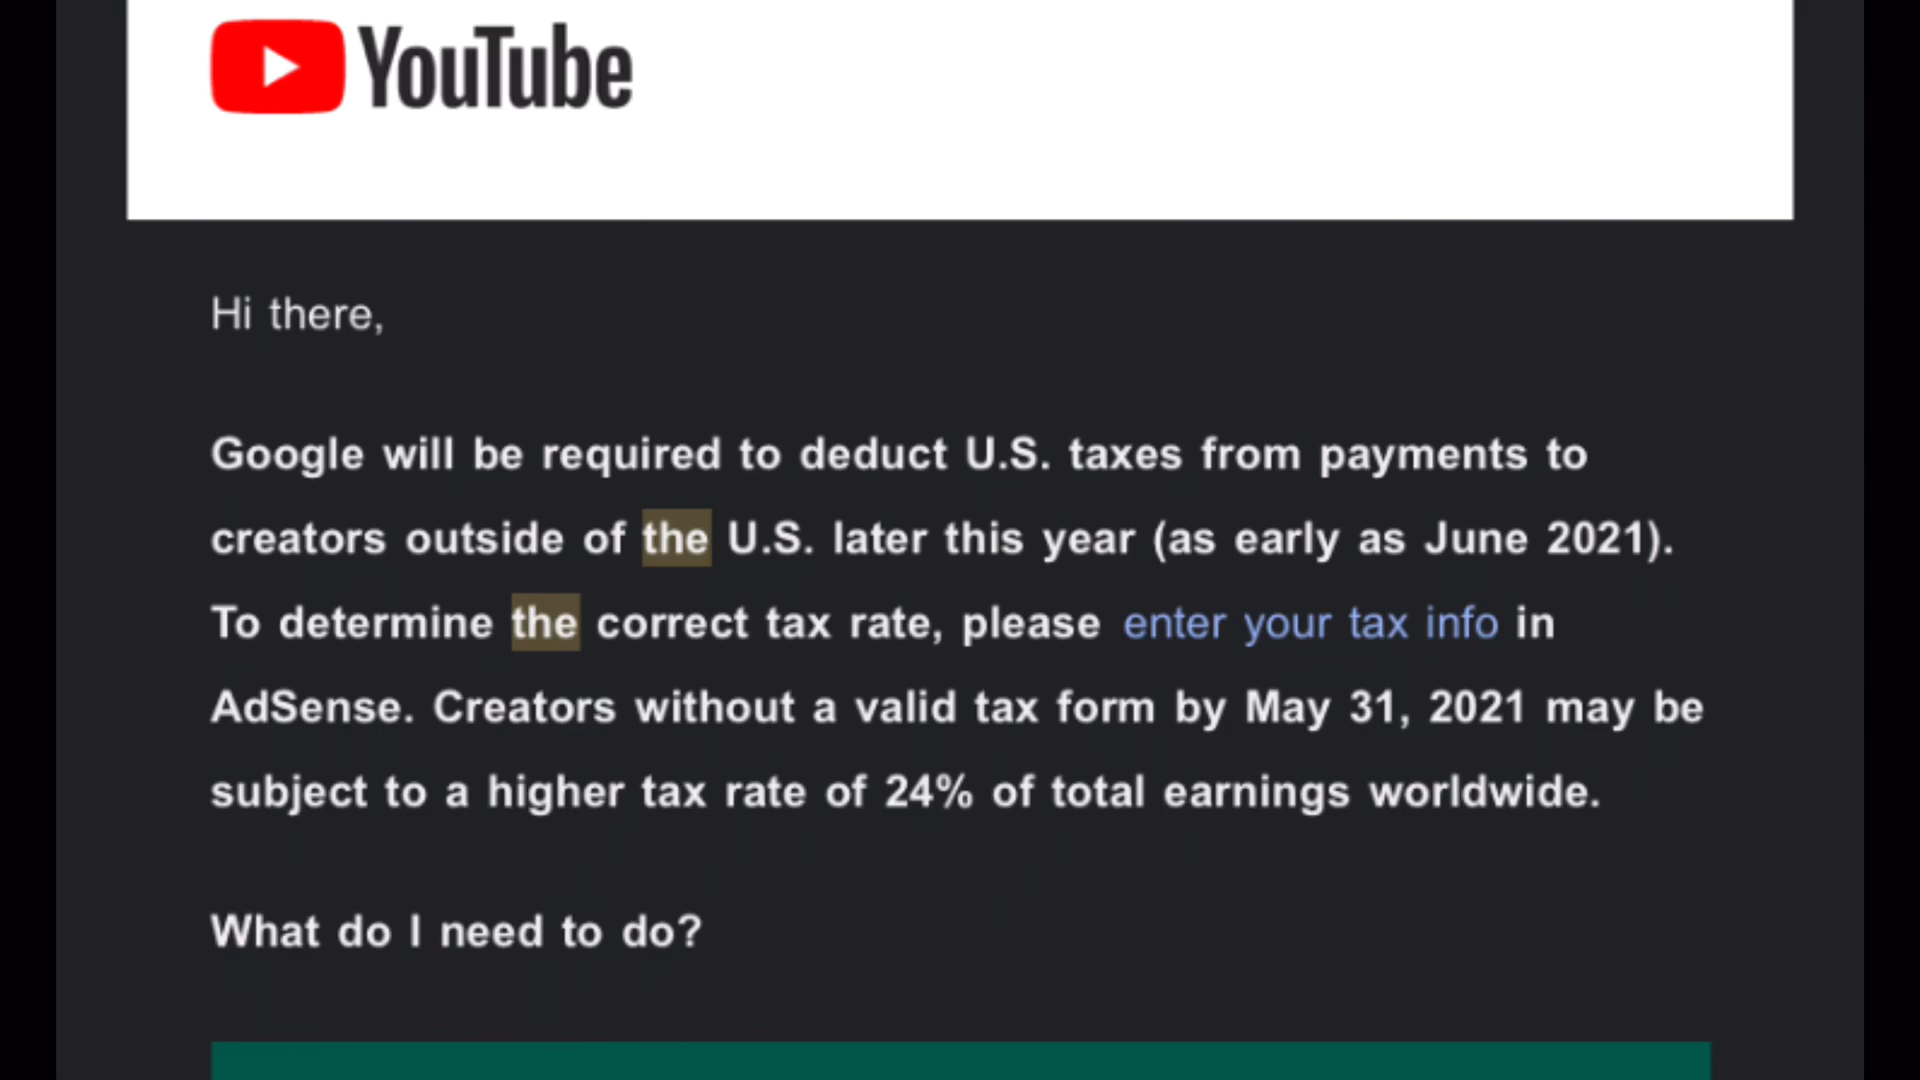 YouTube
Hi there,
Google will be required to deduct U.S. taxes from payments to
creators outside of the U.S. later this year (as early as June 2021).
To determine the correct tax rate, please enter your tax info in
AdSense. Creators without a valid tax form by May 31, 2021 may be
subject to a higher tax rate of 24% of total earnings worldwide.
What do I need to do?